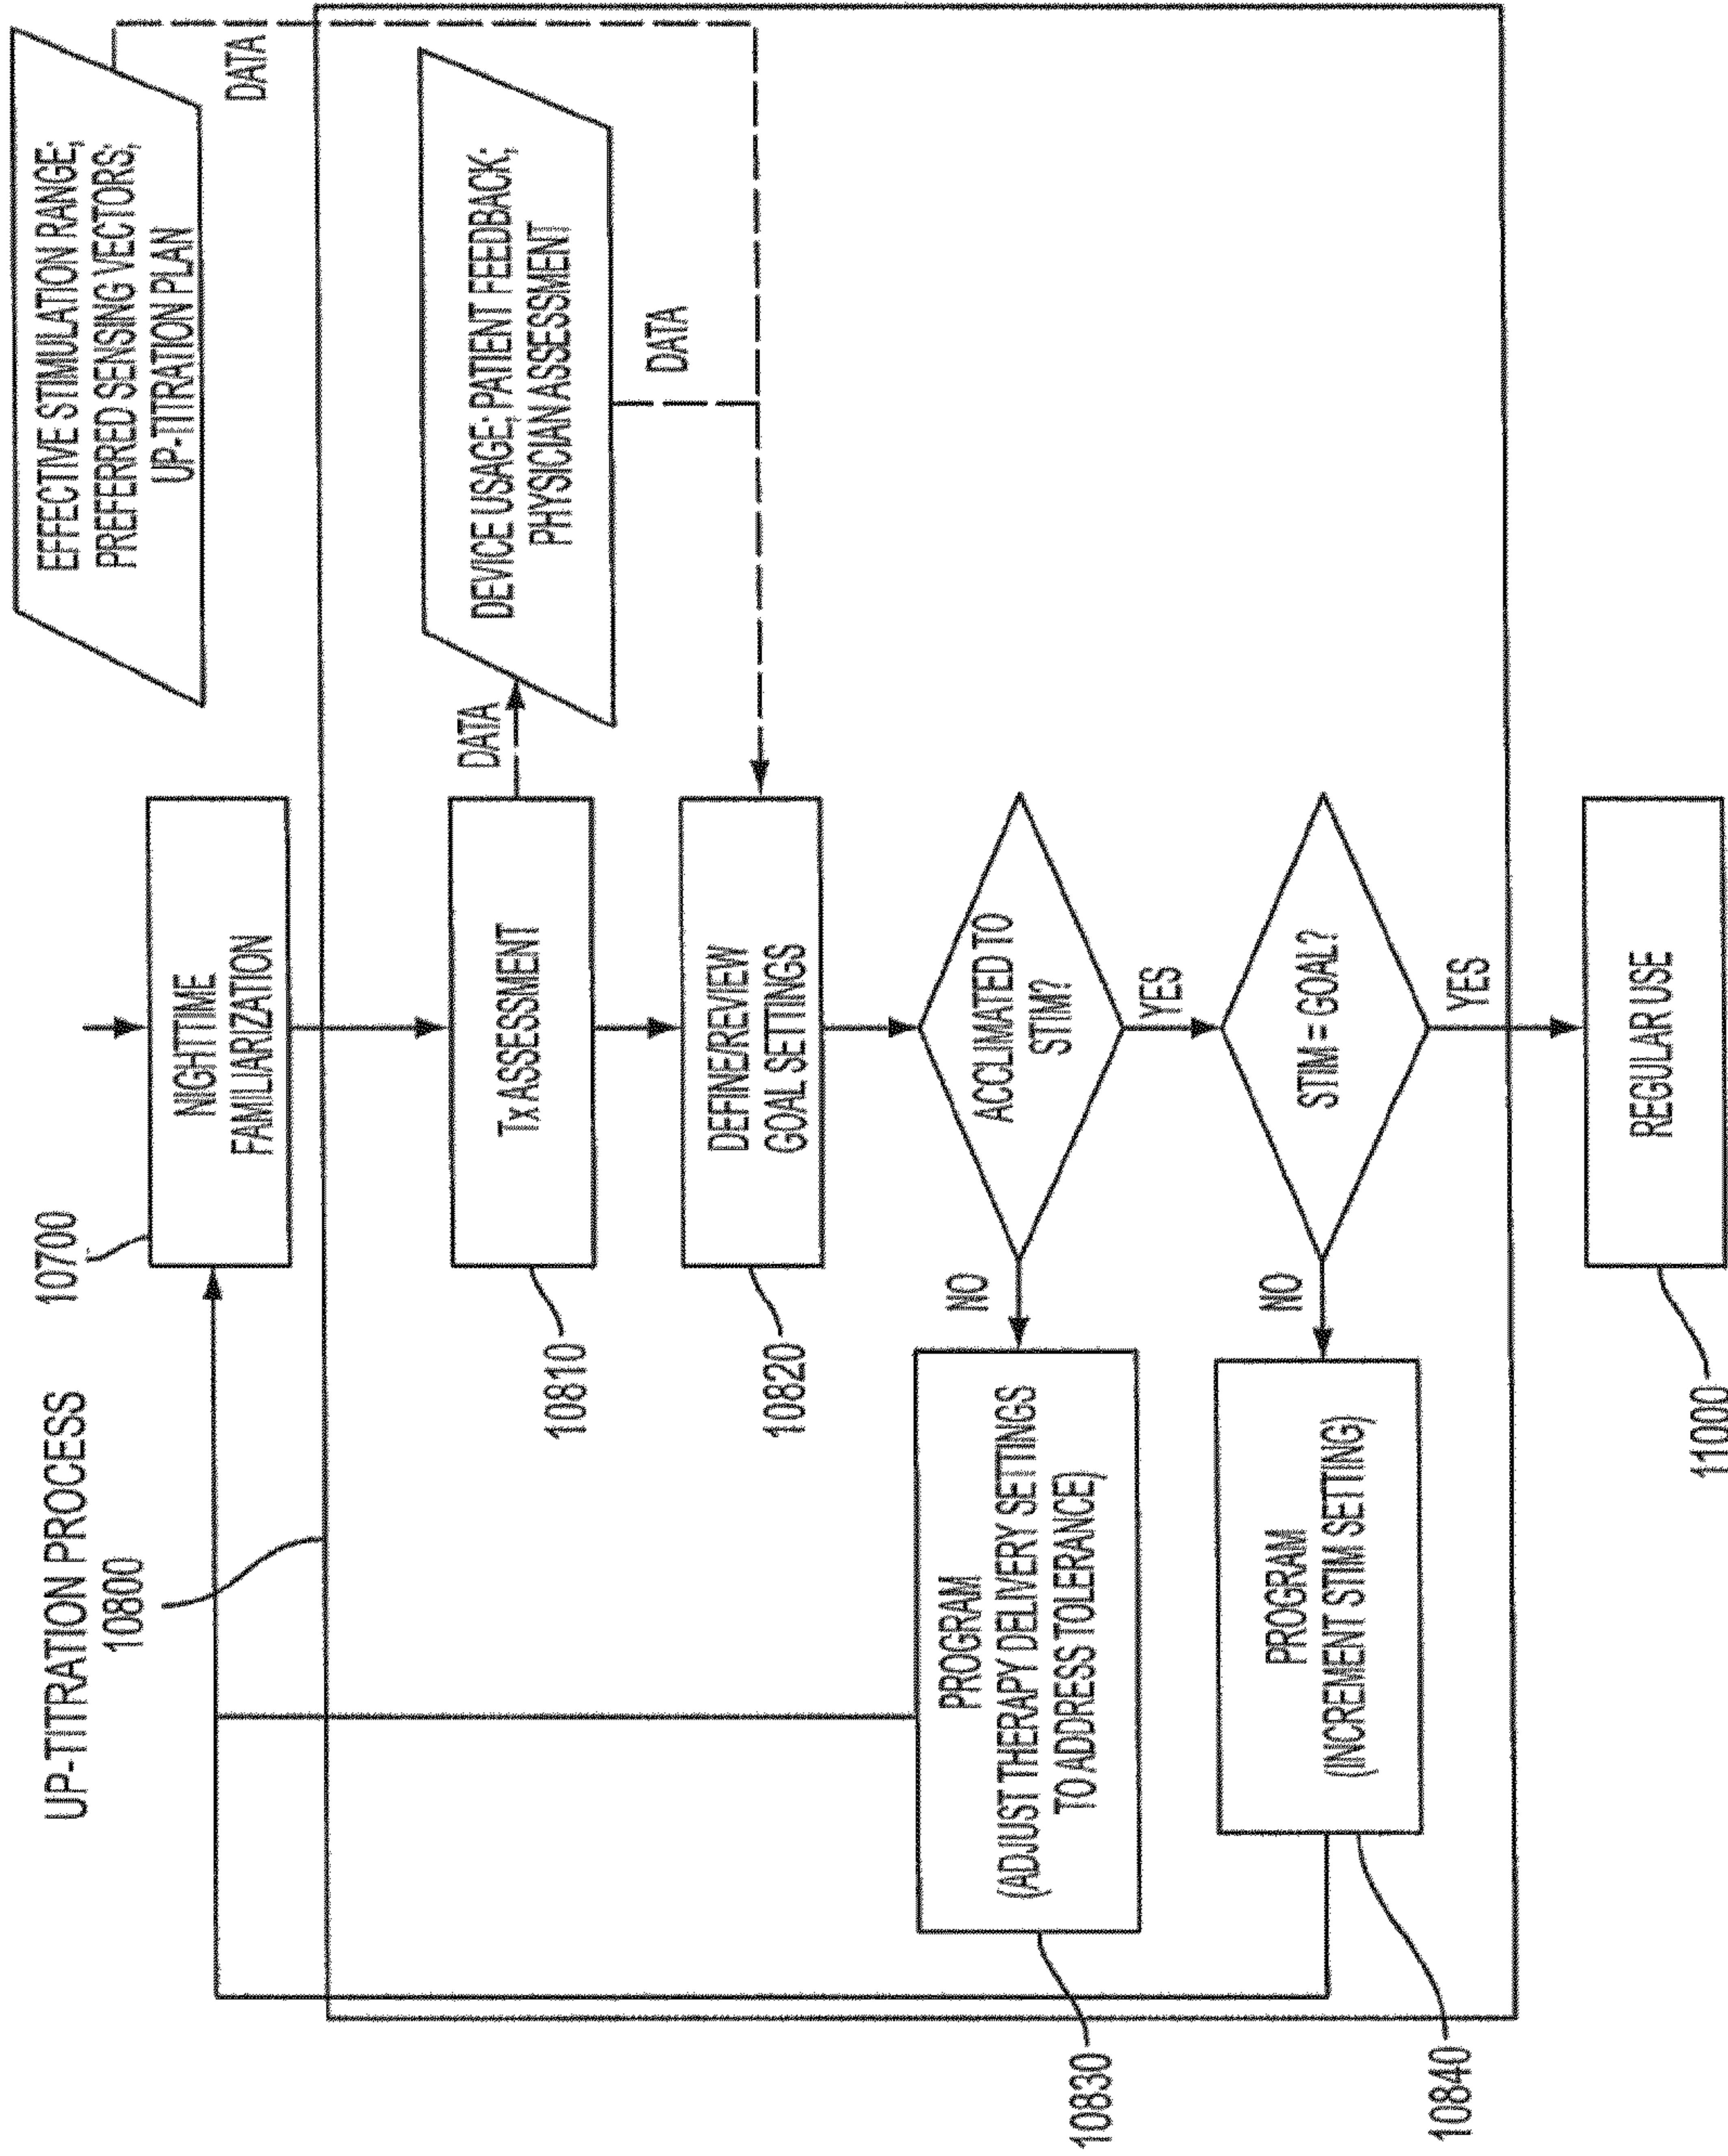 UP-TITRATION PROCESS
10800
10700
NIGHTTIME
FAMILIARIZATION
EFFECTIVE STIMULATION RANGE;
PREFERRED SENSING VECTORS;
UP-TITRATION PLAN
DATA
Tx ASSESSMENT
10810
DATA
DEVICE USAGE; PATIENT FEEDBACK;
PHYSICIAN ASSESSMENT
DATA
DEFINE/REVIEW
GOAL SETTINGS
10820
ACCLIMATED TO
STIM?
NO
YES
PROGRAM
(ADJUST THERAPY DELIVERY SETTINGS
TO ADDRESS TOLERANCE)
10830
STIM = GOAL?
NO
YES
PROGRAM
(INCREMENT STIM SETTING)
10840
REGULAR USE
11000